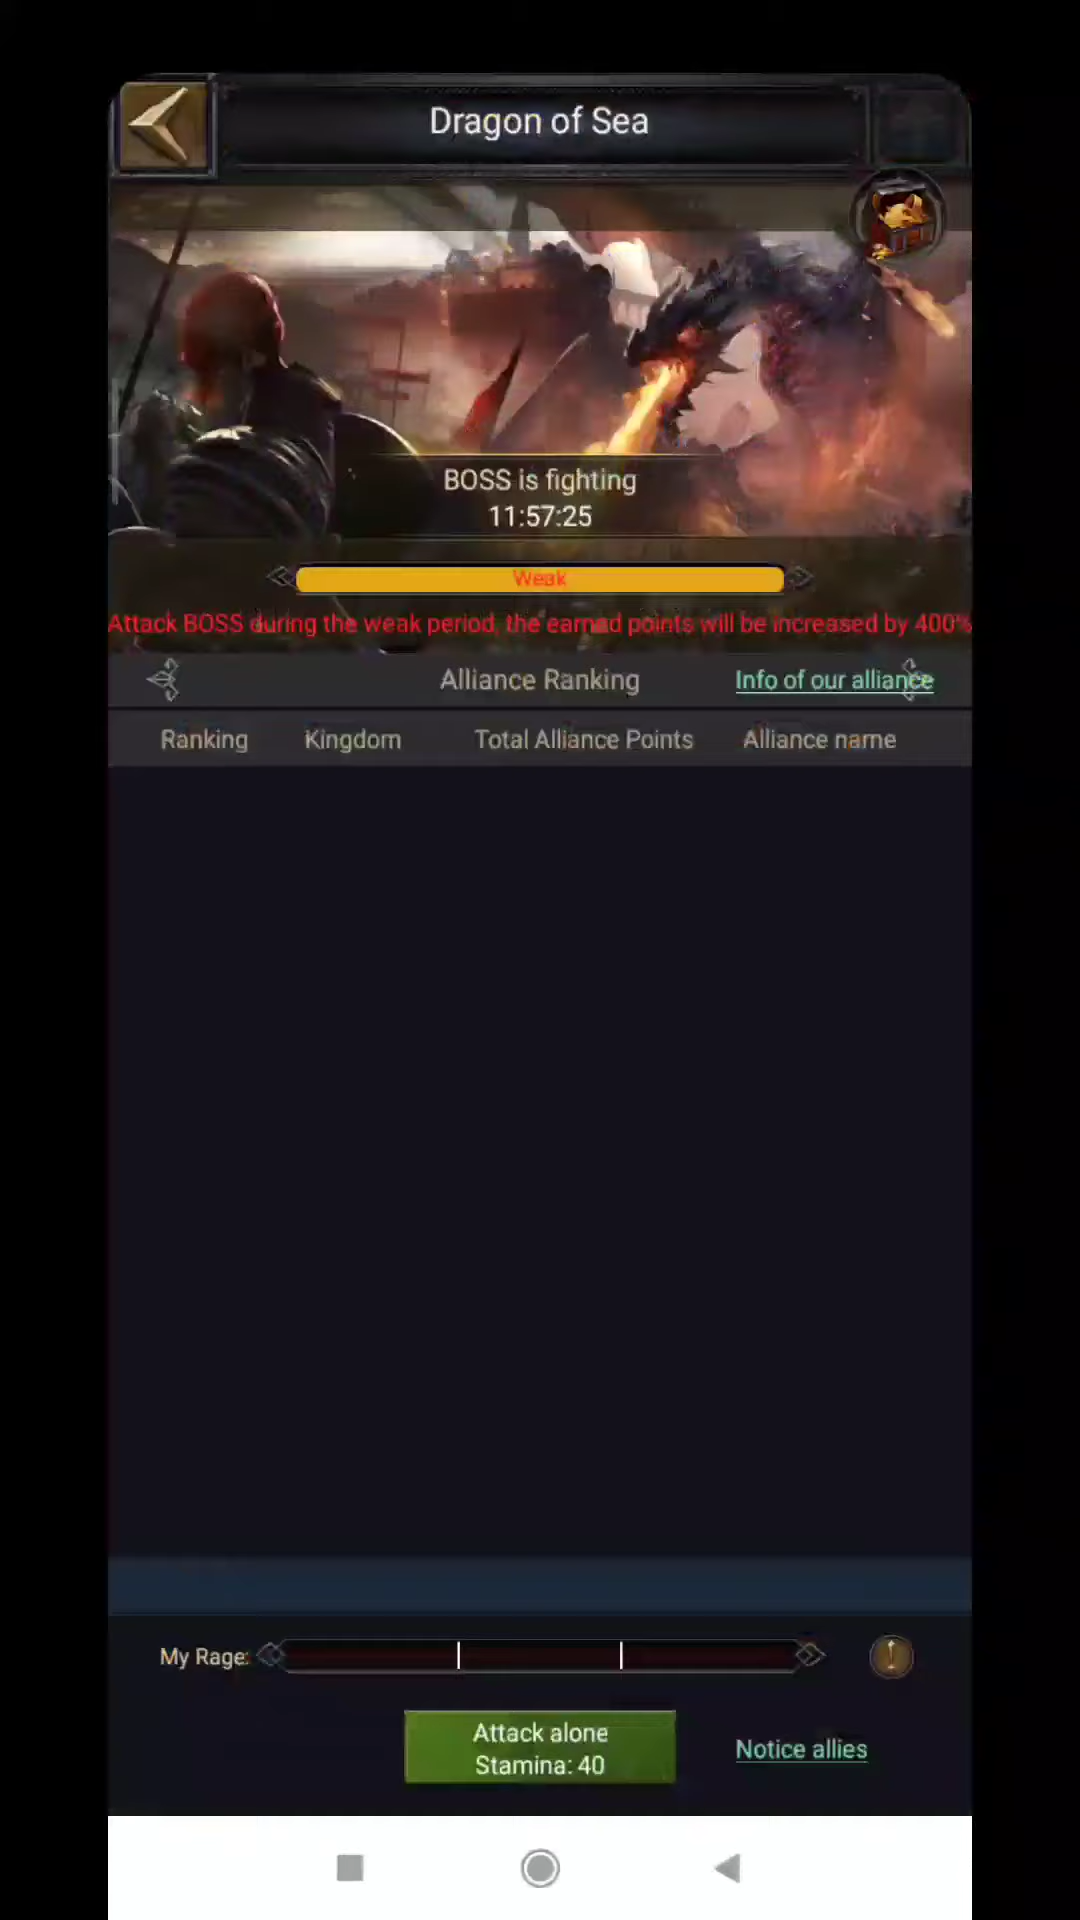 Dragon of Sea
BOSS is fighting
11:57:25
Weak
Attack BOSS during the weak period, the earned points will be increased by 400%
Alliance Ranking
Info of our alliance
Ranking Kingdom Total Alliance Points Alliance name
My Rage:
Attack alone
Stamina: 40
Notice allies